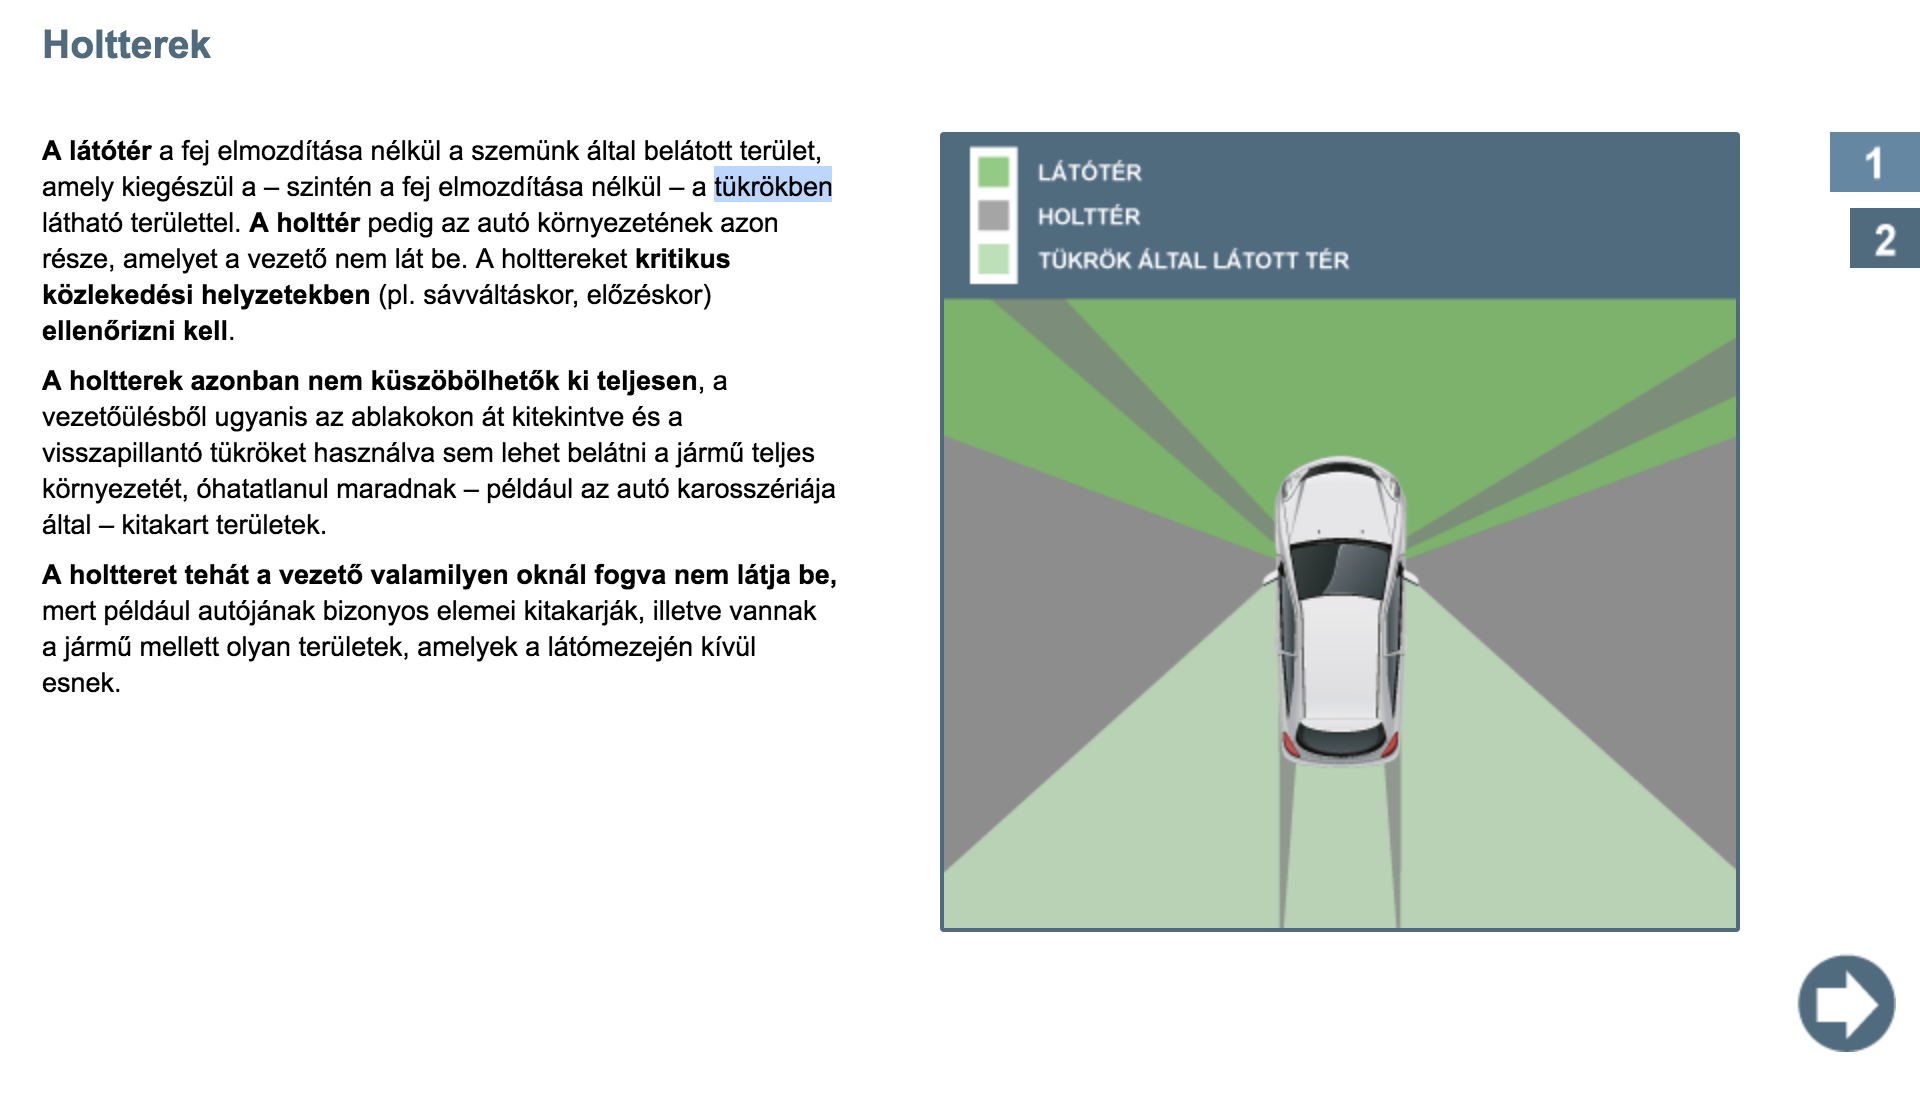 Holtterek
A látótér a fej elmozdítása nélkül a szemünk által belátott terület,
amely kiegészül a – szintén a fej elmozdítása nélkül – a tükrökben
látható területtel. A holttér pedig az autó környezetének azon
része, amelyet a vezető nem lát be. A holttereket kritikus
közlekedési helyzetekben (pl. sávváltáskor, előzéskor)
ellenőrizni kell.
A holtterek azonban nem küszöbölhetők ki teljesen, a
vezetőülésből ugyanis az ablakokon át kitekintve és a
visszapillantó tükröket használva sem lehet belátni a jármű teljes
környezetét, óhatatlanul maradnak – például az autó karosszériája
által – kitakart területek.
A holtteret tehát a vezető valamilyen oknál fogva nem látja be,
mert például autójának bizonyos elemei kitakarják, illetve vannak
a jármű mellett olyan területek, amelyek a látómezején kívül
esnek.
LÁTÓTÉR
HOLTTÉR
TÜKRÖK ÁLTAL LÁTOTT TÉR
1
2